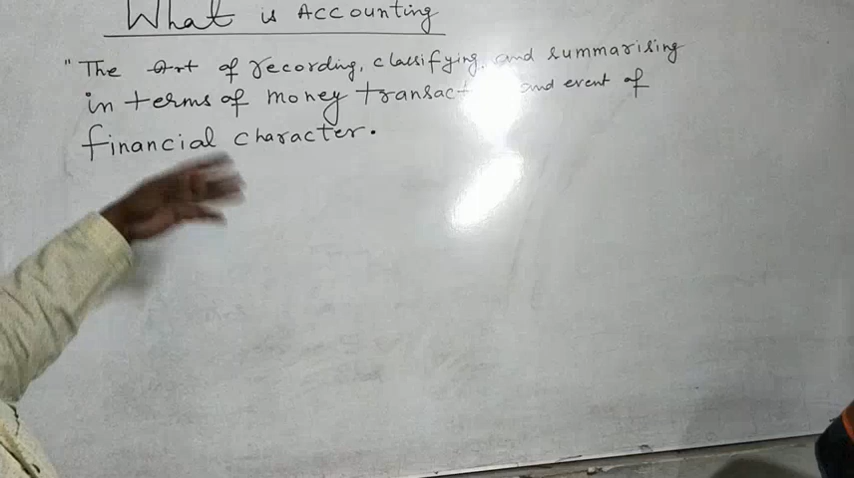 What is Accounting
"The Art of recording, classifying, and summarising
in terms of money transact and event of
financial character.